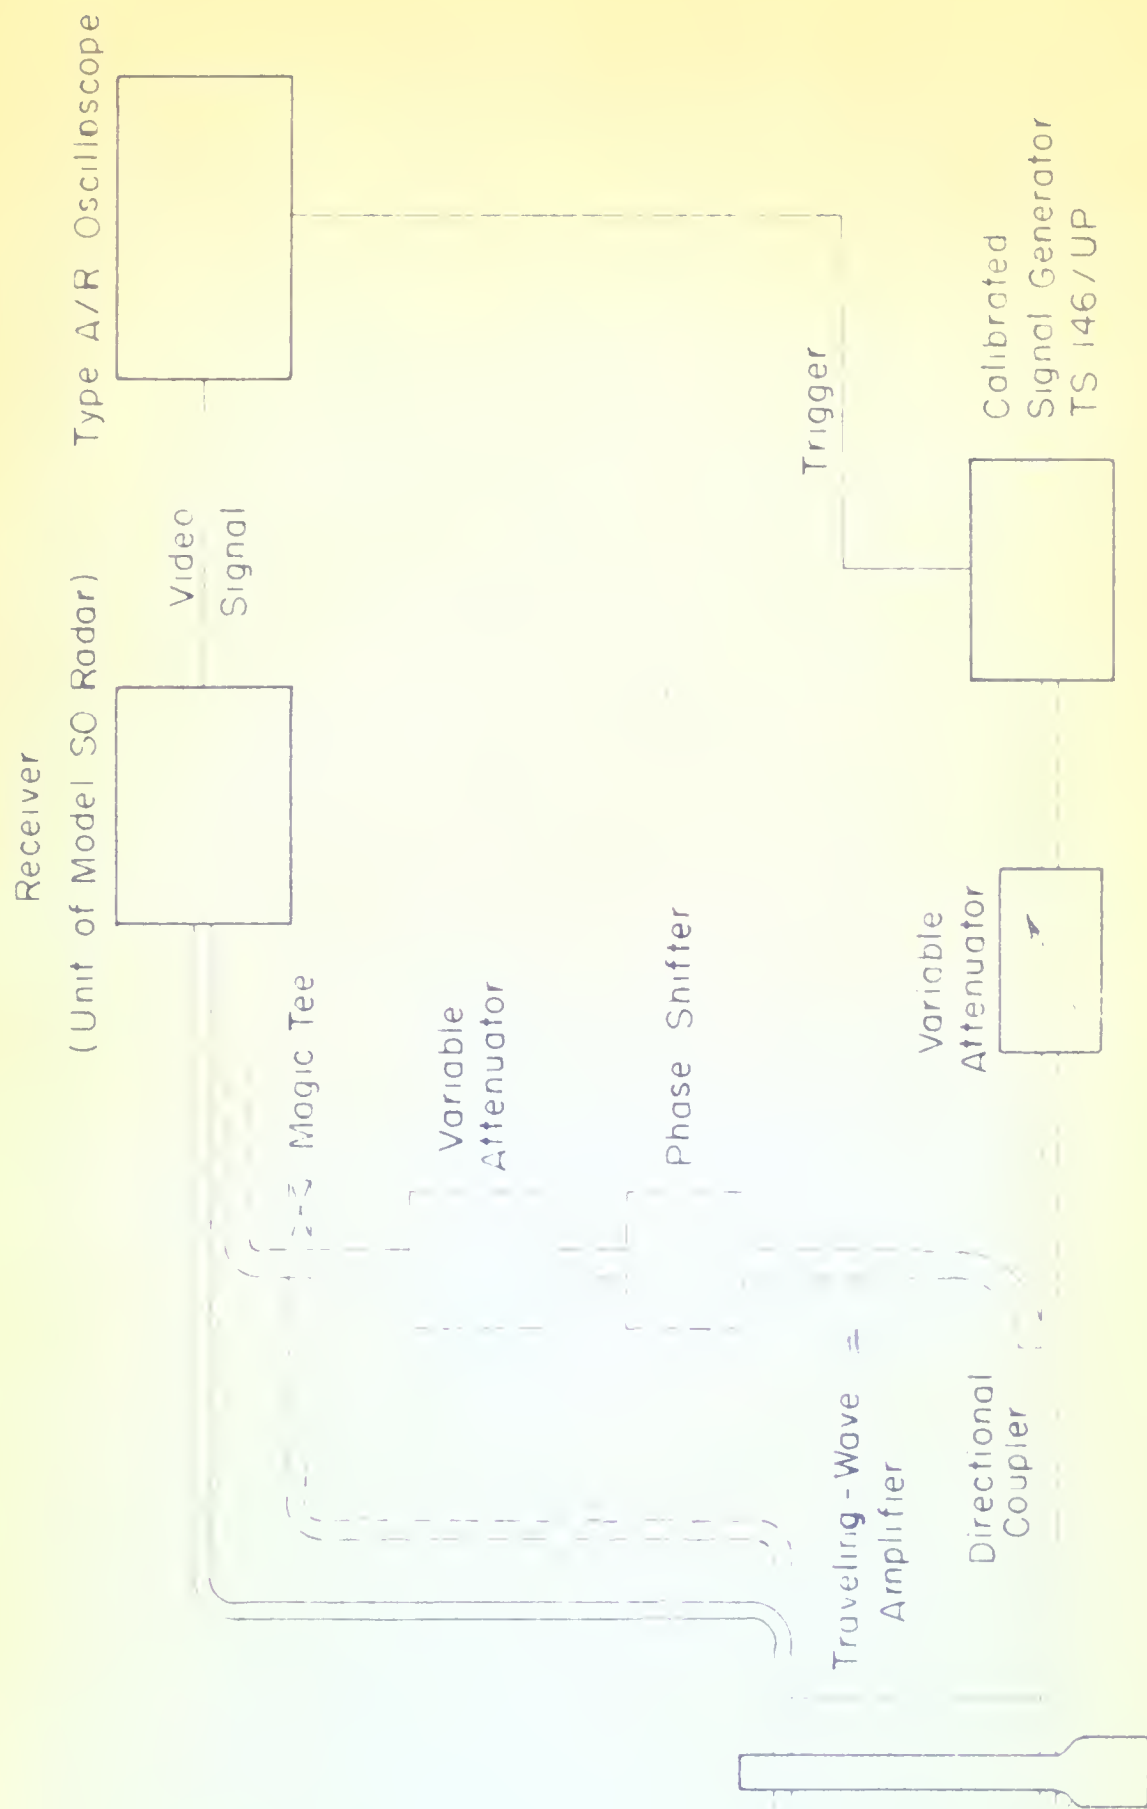 Receiver
(Unit of Model SO Radar)
Type A/R Oscilloscope
Video
Signal
Magic Tee
Variable
Attenuator
Phase Shifter
Trigger
Traveling-Wave
Amplifier
Directional
Coupler
Variable
Attenuator
Calibrated
Signal Generator
TS 146/UP